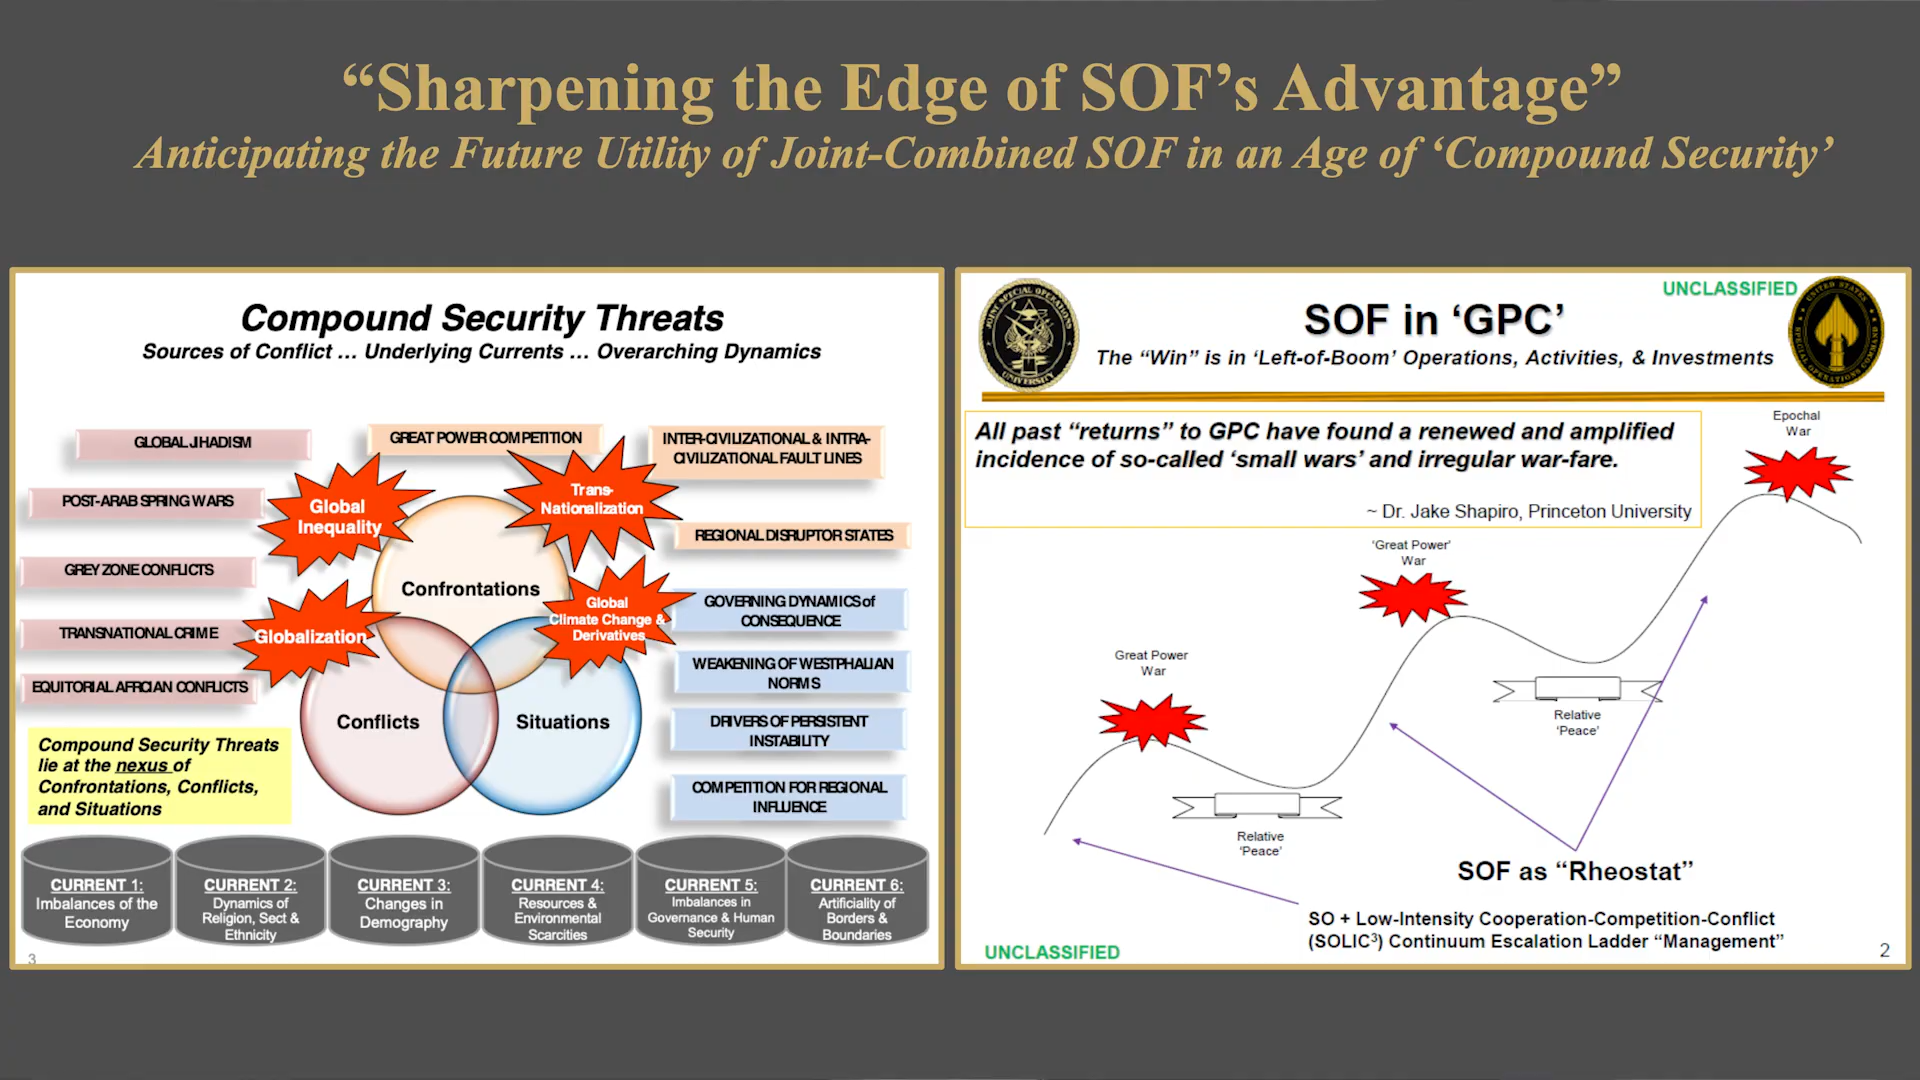 “Sharpening the Edge of SOF’s Advantage”
Anticipating the Future Utility of Joint-Combined SOF in an Age of ‘Compound Security’
Compound Security Threats
Sources of Conflict ... Underlying Currents ... Overarching Dynamics
GLOBAL JIHADISM
POST-ARAB SPRING WARS
GREY ZONE CONFLICTS
TRANSNATIONAL CRIME
EQUITORIAL AFRCIAN CONFLICTS
GREAT POWER COMPETITION
INTER-CIVILIZATIONAL & INTRA-
CIVILIZATIONAL FAULT LINES
REGIONAL DISRUPTOR STATES
GOVERNING DYNAMICS of
CONSEQUENCE
WEAKENING OF WESTPHALIAN
NORMS
DRIVERS OF PERSISTENT
INSTABILITY
COMPETITION FOR REGIONAL
INFLUENCE
Global
Inequality
Trans-
Nationalization
Globalization
Global
Climate Change &
Derivatives
Confrontations
Conflicts
Situations
Compound Security Threats
lie at the nexus of
Confrontations, Conflicts,
and Situations
CURRENT 1:
Imbalances of the
Economy
CURRENT 2:
Dynamics of
Religion, Sect &
Ethnicity
CURRENT 3:
Changes in
Demography
CURRENT 4:
Resources &
Environmental
Scarcities
CURRENT 5:
Imbalances in
Governance & Human
Security
CURRENT 6:
Artificiality of
Borders &
Boundaries
3
UNCLASSIFIED
JOINT SPECIAL OPERATIONS
UNIVERSITY
UNITED STATES
SPECIAL OPERATIONS COMMAND
SOF in ‘GPC’
The “Win” is in ‘Left-of-Boom’ Operations, Activities, & Investments
All past “returns” to GPC have found a renewed and amplified
incidence of so-called ‘small wars’ and irregular war-fare.
~ Dr. Jake Shapiro, Princeton University
Epochal
War
‘Great Power’
War
Great Power
War
Relative
‘Peace’
Relative
‘Peace’
SOF as “Rheostat”
SO + Low-Intensity Cooperation-Competition-Conflict
(SOLIC³) Continuum Escalation Ladder “Management”
UNCLASSIFIED
2